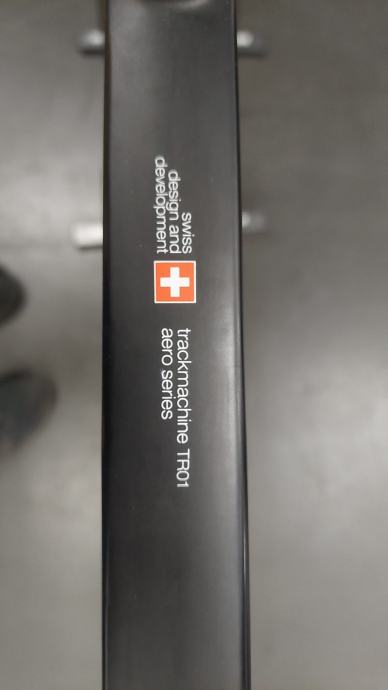 swiss
design and
development
trackmachine TR01
aero series